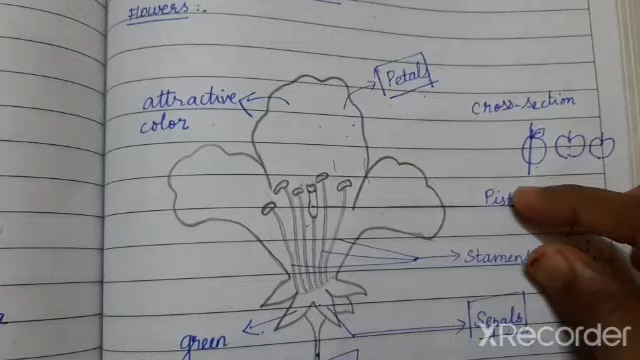 Flowers:.
Petals
attractive
color
Cross-section
Stamens
Sepals
green
XRecorder